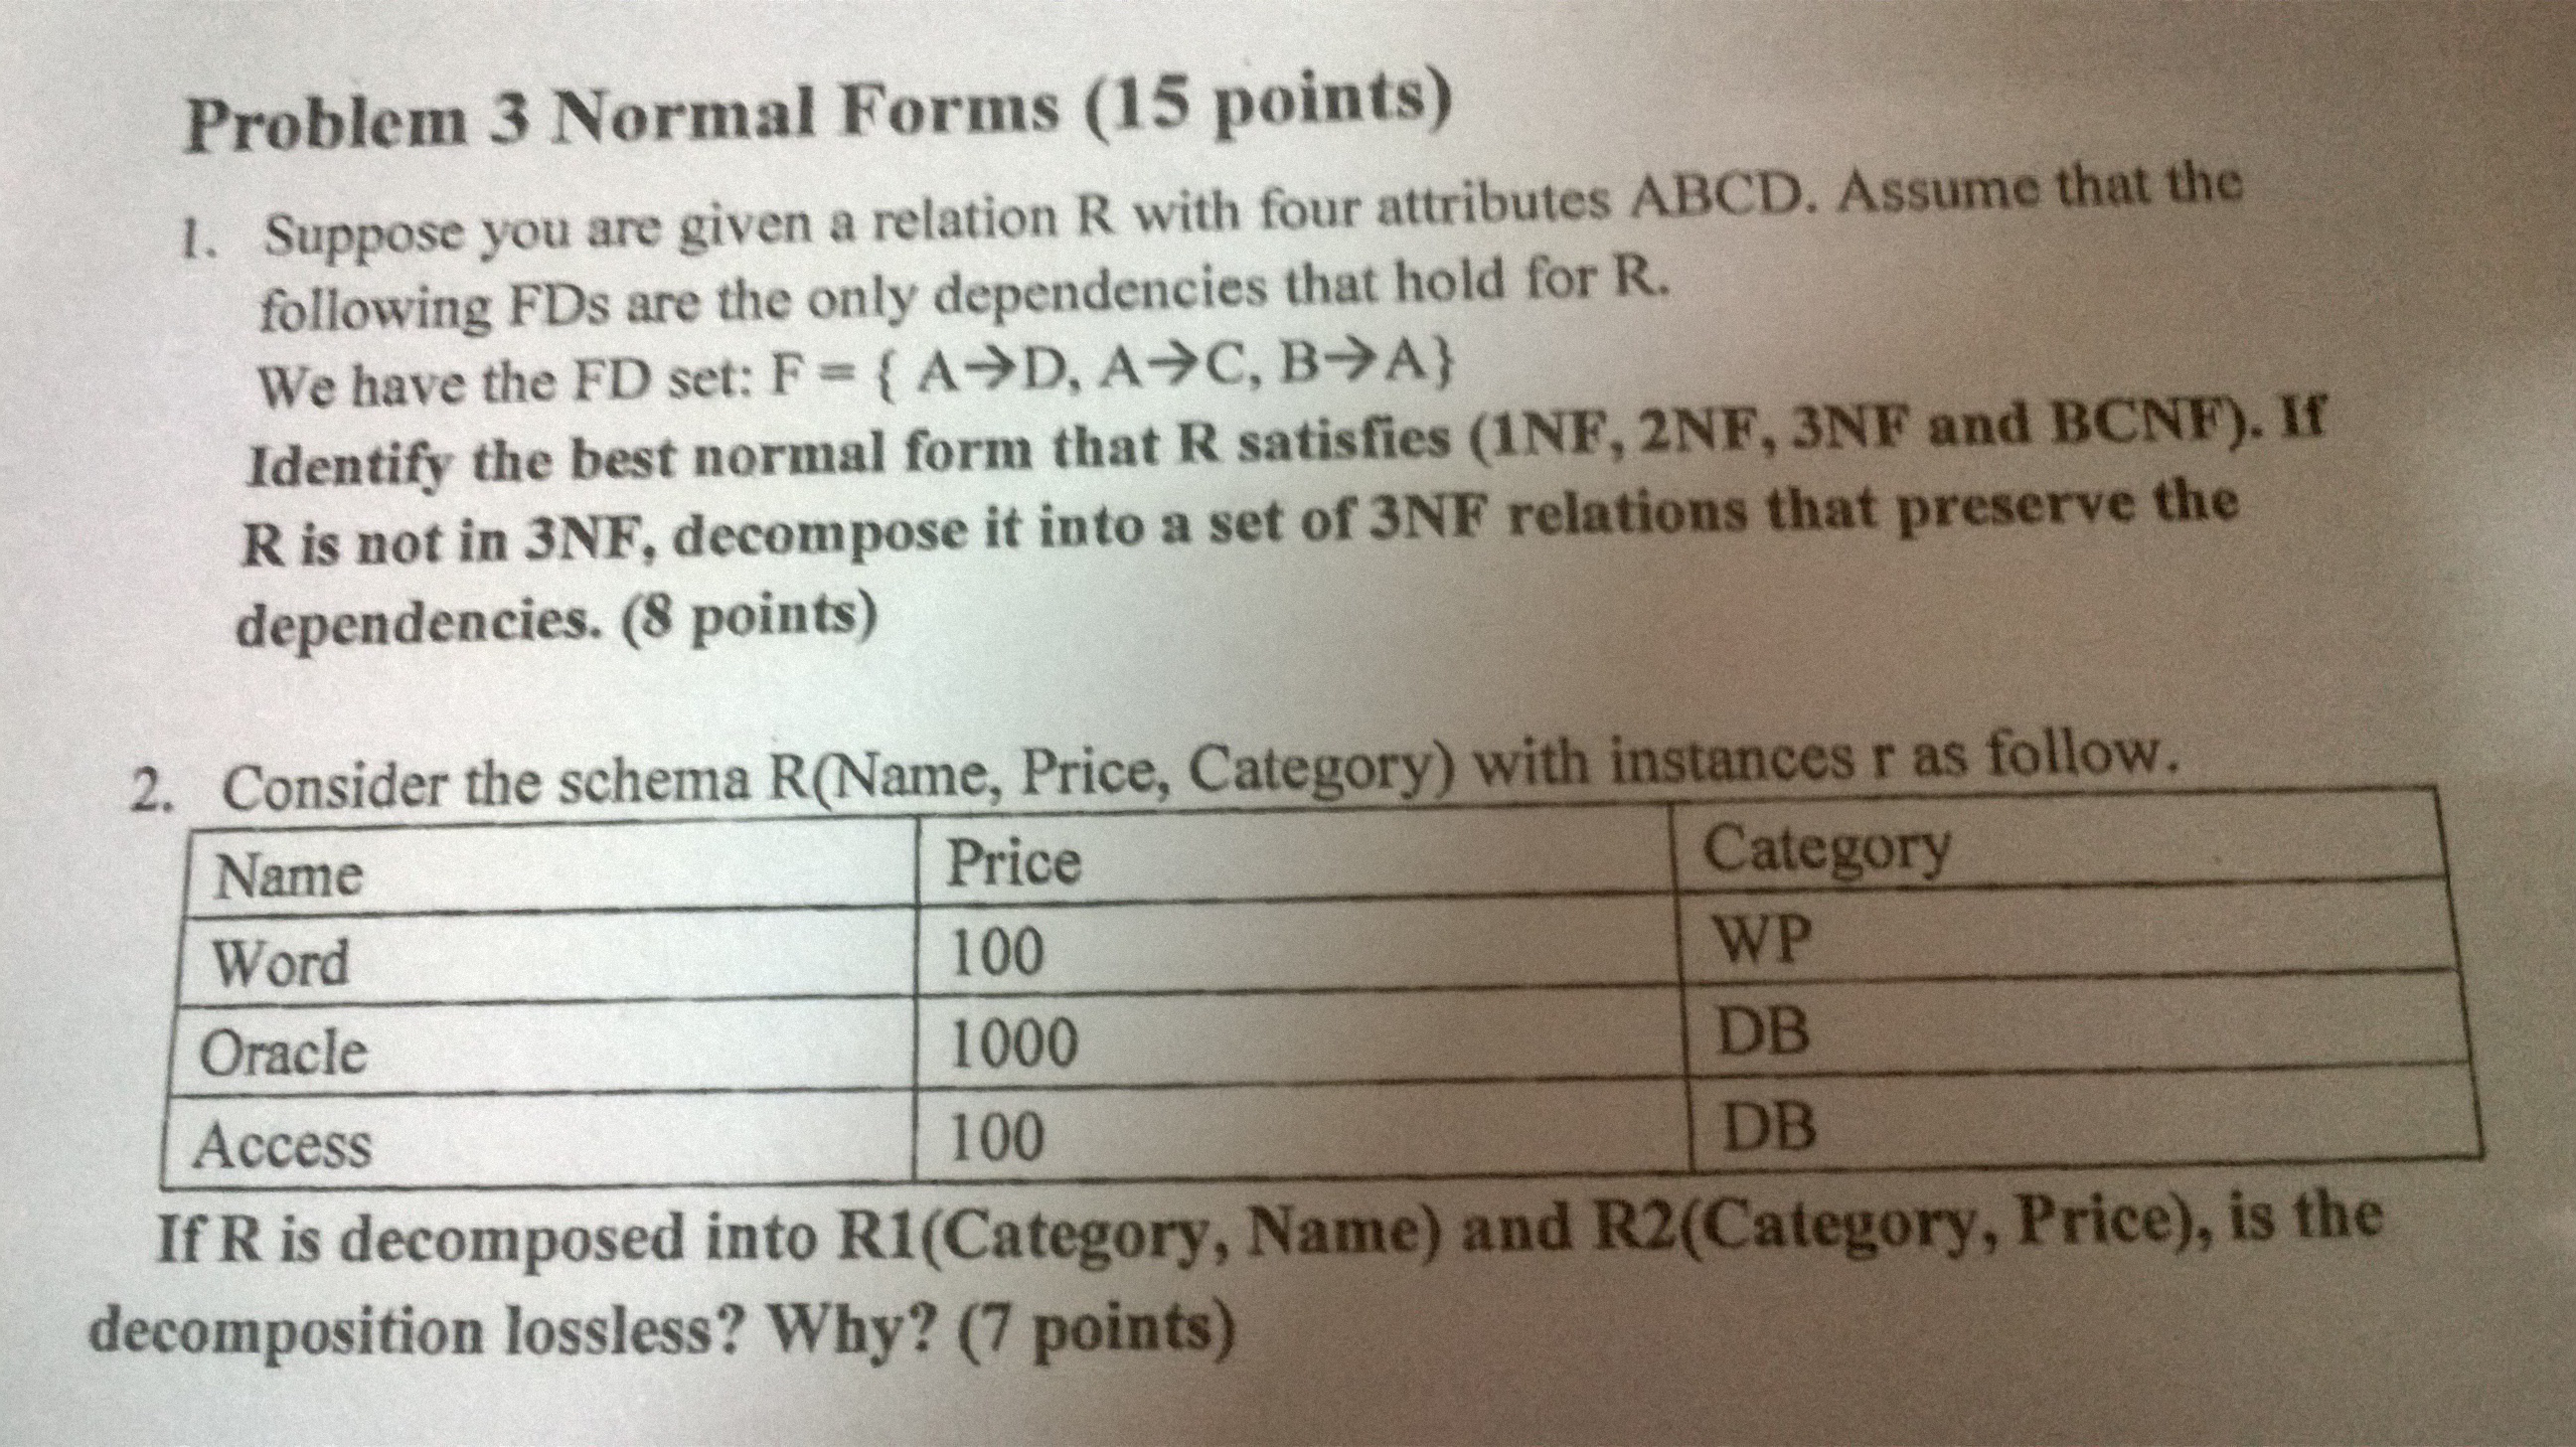 Problem 3 Normal Forms (15 points)
1. Suppose you are given a relation R with four attributes ABCD. Assume that the
following FDs are the only dependencies that hold for R.
We have the FD set: F = { A→D, A→C, B→A}
Identify the best normal form that R satisfies (1NF, 2NF, 3NF and BCNF). If
R is not in 3NF, decompose it into a set of 3NF relations that preserve the
dependencies. (8 points)
2. Consider the schema R(Name, Price, Category) with instances r as follow.
Name Price Category
Word 100 WP
Oracle 1000 DB
Access 100 DB
If R is decomposed into R1(Category, Name) and R2(Category, Price), is the
decomposition lossless? Why? (7 points)